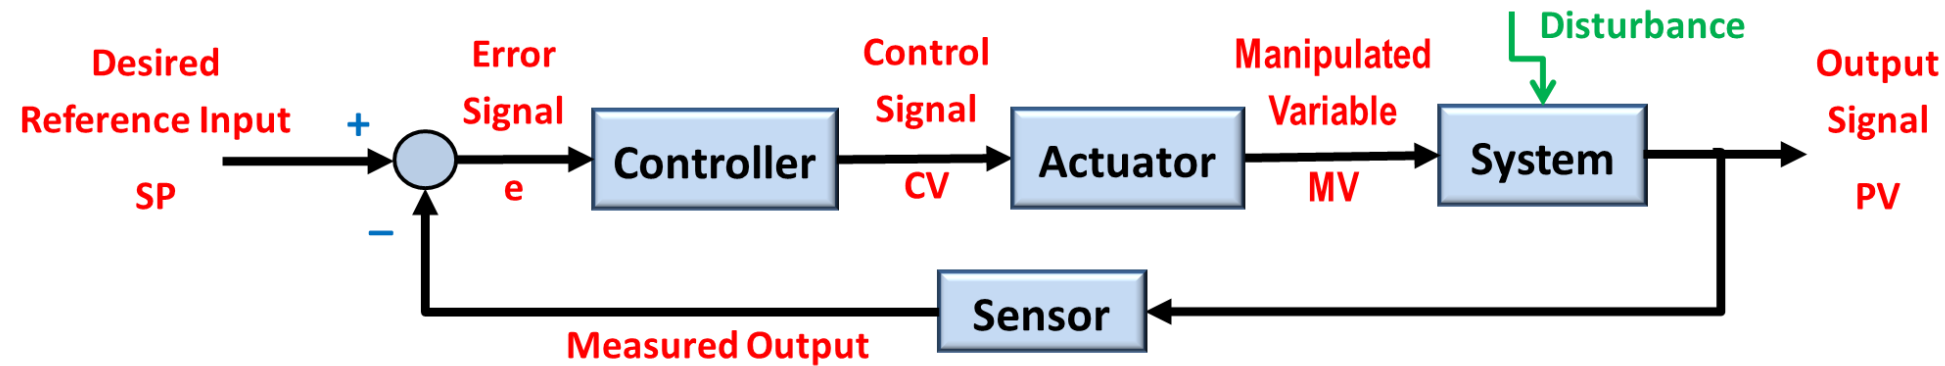 Desired
Reference Input
SP
+
−
Error
Signal
e
Controller
Control
Signal
CV
Actuator
Manipulated
Variable
MV
Disturbance
System
Output
Signal
PV
Sensor
Measured Output